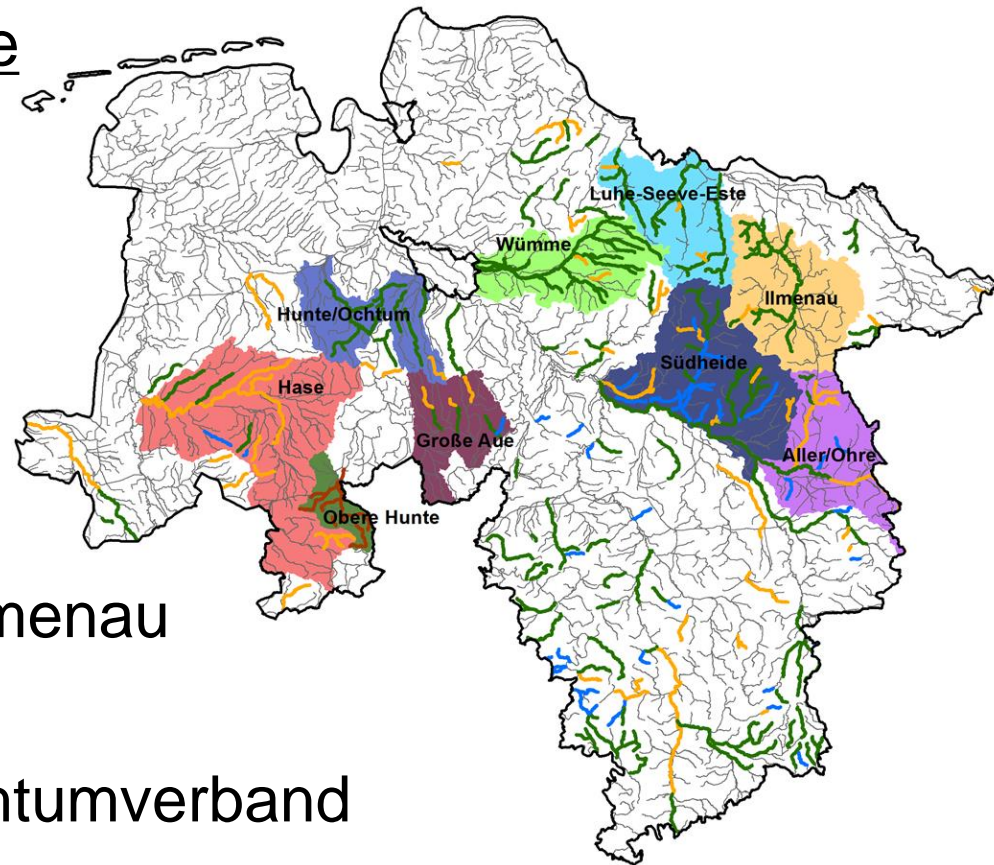 e
Luhe-Seeve-Este
Wümme
Ilmenau
Hunte/Ochtum
Südheide
Hase
Große Aue
Aller/Ohre
Obere Hunte
menau
ntumverband